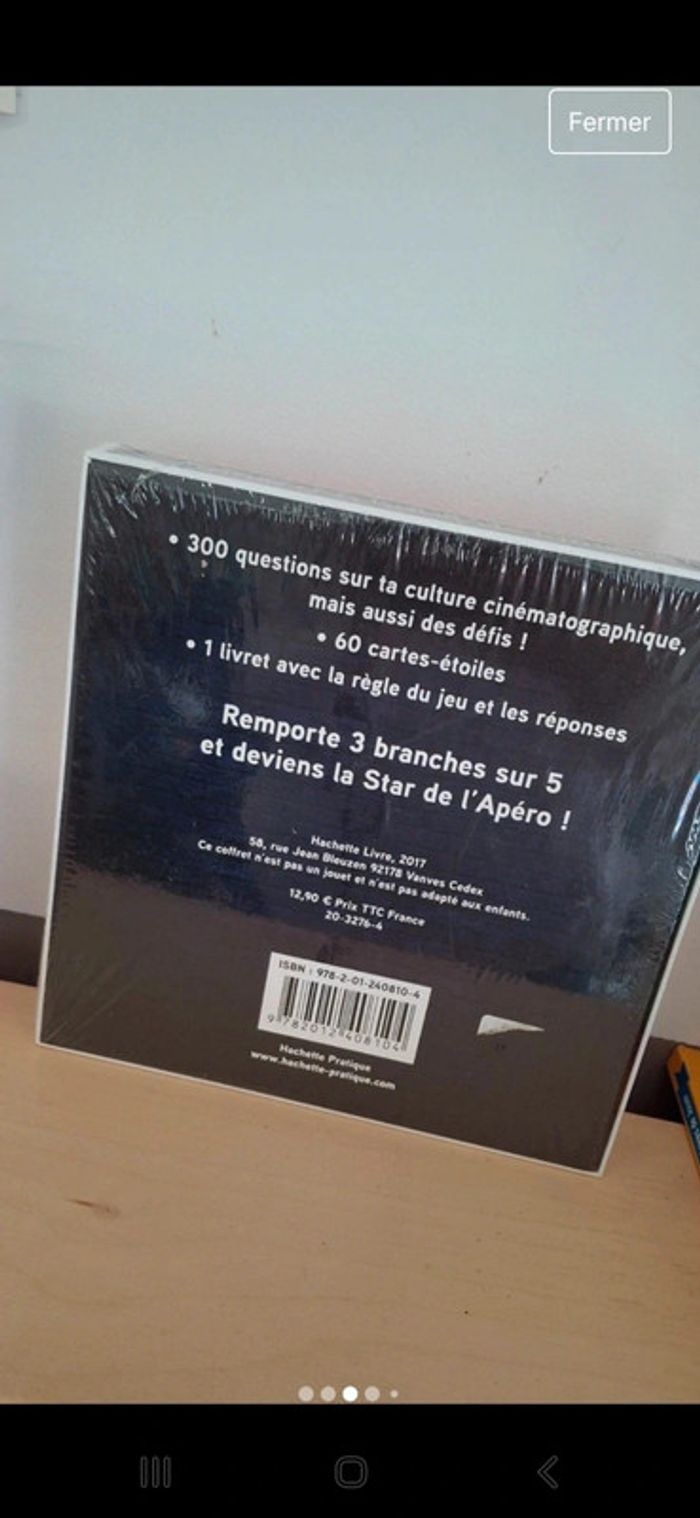 Fermer
• 300 questions sur ta culture cinématographique,
mais aussi des défis !
• 60 cartes-étoiles
• 1 livret avec la règle du jeu et les réponses
Remporte 3 branches sur 5
et deviens la Star de l'Apéro !
Hachette Livre, 2017
58, rue Jean Bleuzen 92178 Vanves Cedex
Ce coffret n'est pas un jouet et n'est pas adapté aux enfants.
12,90 € Prix TTC France
20-3276-4
ISBN : 978-2-01-240810-4
9 782012 408104
Hachette Pratique
www.hachette-pratique.com